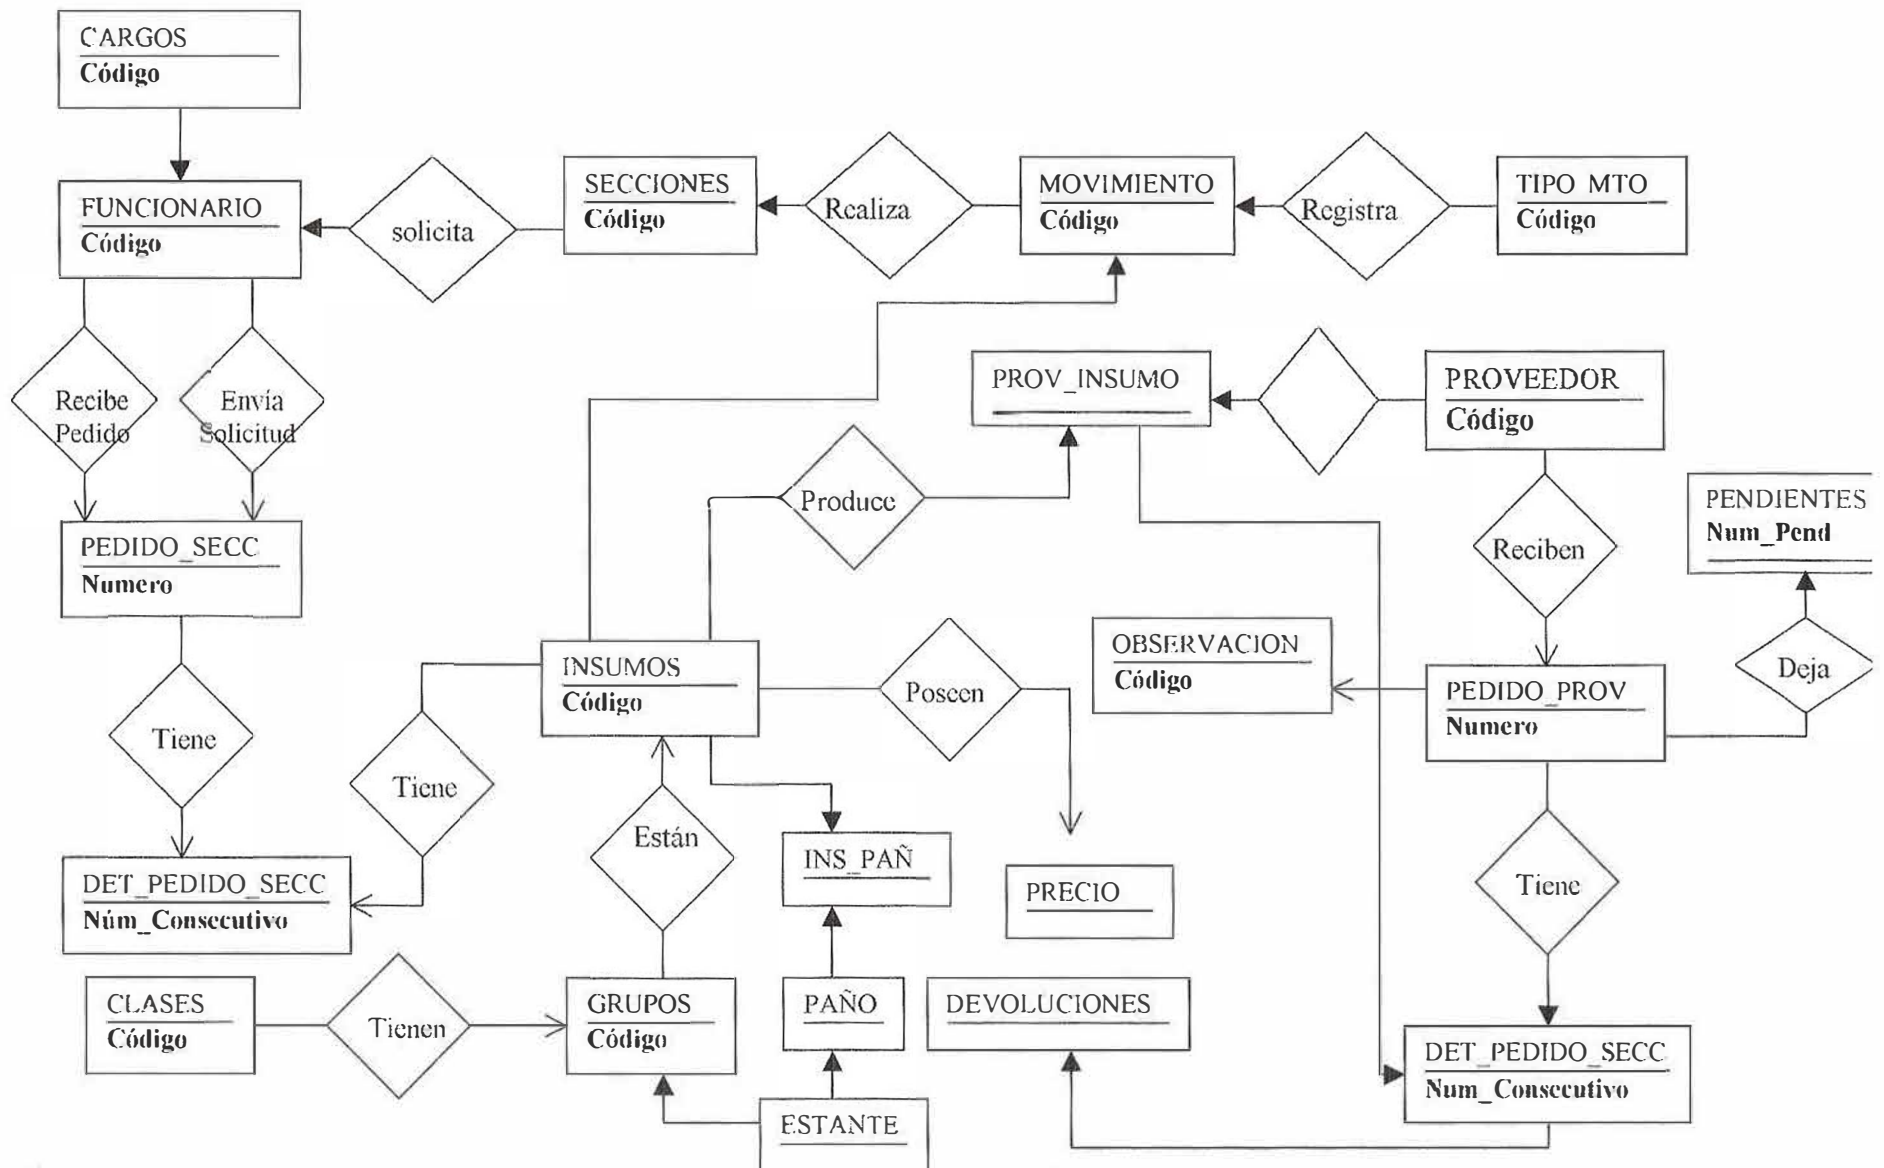 CARGOS
Código
FUNCIONARIO
Código
solicita
SECCIONES
Código
Realiza
MOVIMIENTO
Código
Registra
TIPO_MTO
Código
Recibe
Pedido
Envía
Solicitud
PROV_INSUMO
PROVEEDOR
Código
Produce
Reciben
PENDIENTES
Num_Pend
PEDIDO_SECC
Numero
INSUMOS
Código
Poseen
OBSERVACION
Código
PEDIDO_PROV
Numero
Deja
Tiene
Tiene
Están
INS_PAÑ
PRECIO
Tiene
DET_PEDIDO_SECC
Núm_Consecutivo
CLASES
Código
Tienen
GRUPOS
Código
PAÑO
DEVOLUCIONES
DET_PEDIDO_SECC
Num_Consecutivo
ESTANTE